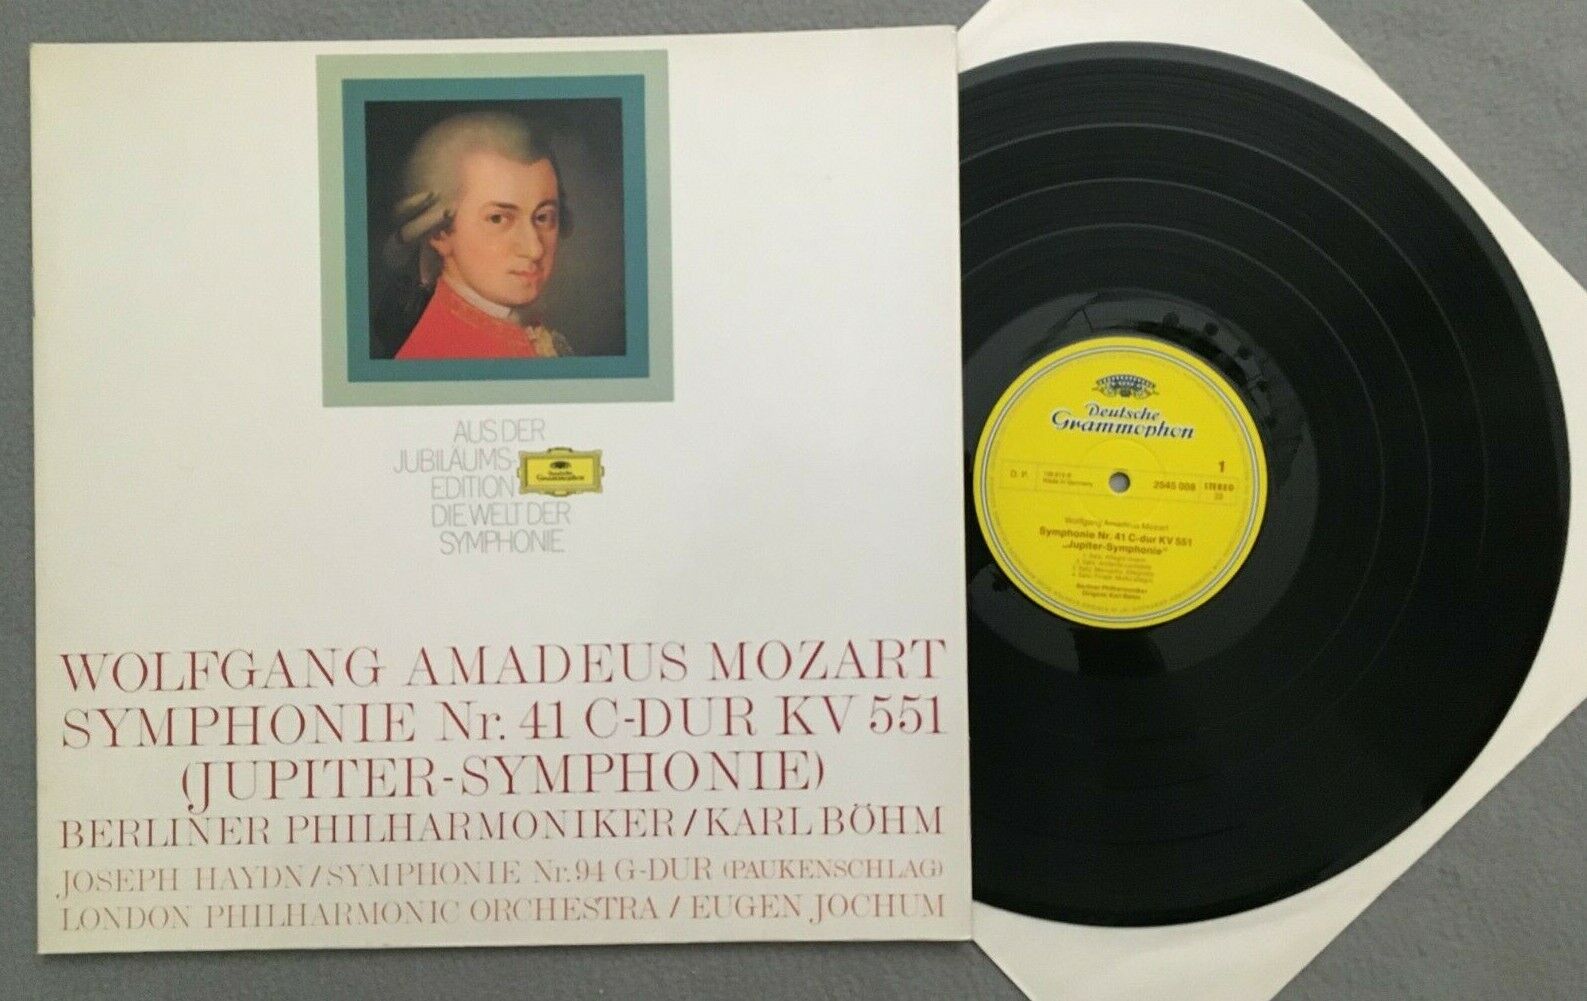 AUS DER
JUBILÄUMS-
EDITION
DIE WELT DER
SYMPHONIE
Deutsche
Grammophon
WOLFGANG AMADEUS MOZART
SYMPHONIE Nr. 41 C-DUR KV 551
(JUPITER-SYMPHONIE)
BERLINER PHILHARMONIKER/KARL BÖHM
JOSEPH HAYDN/SYMPHONIE Nr. 94 G-DUR (PAUKENSCHLAG)
LONDON PHILHARMONIC ORCHESTRA / EUGEN JOCHUM
Deutsche
Grammophon
1
D. P.
Made in Germany
2545 008
STEREO
33
Wolfgang Amadeus Mozart
Symphonie Nr. 41 C-dur KV 551
„Jupiter-Symphonie"
Berliner Philharmoniker
Dirigent: Karl Böhm